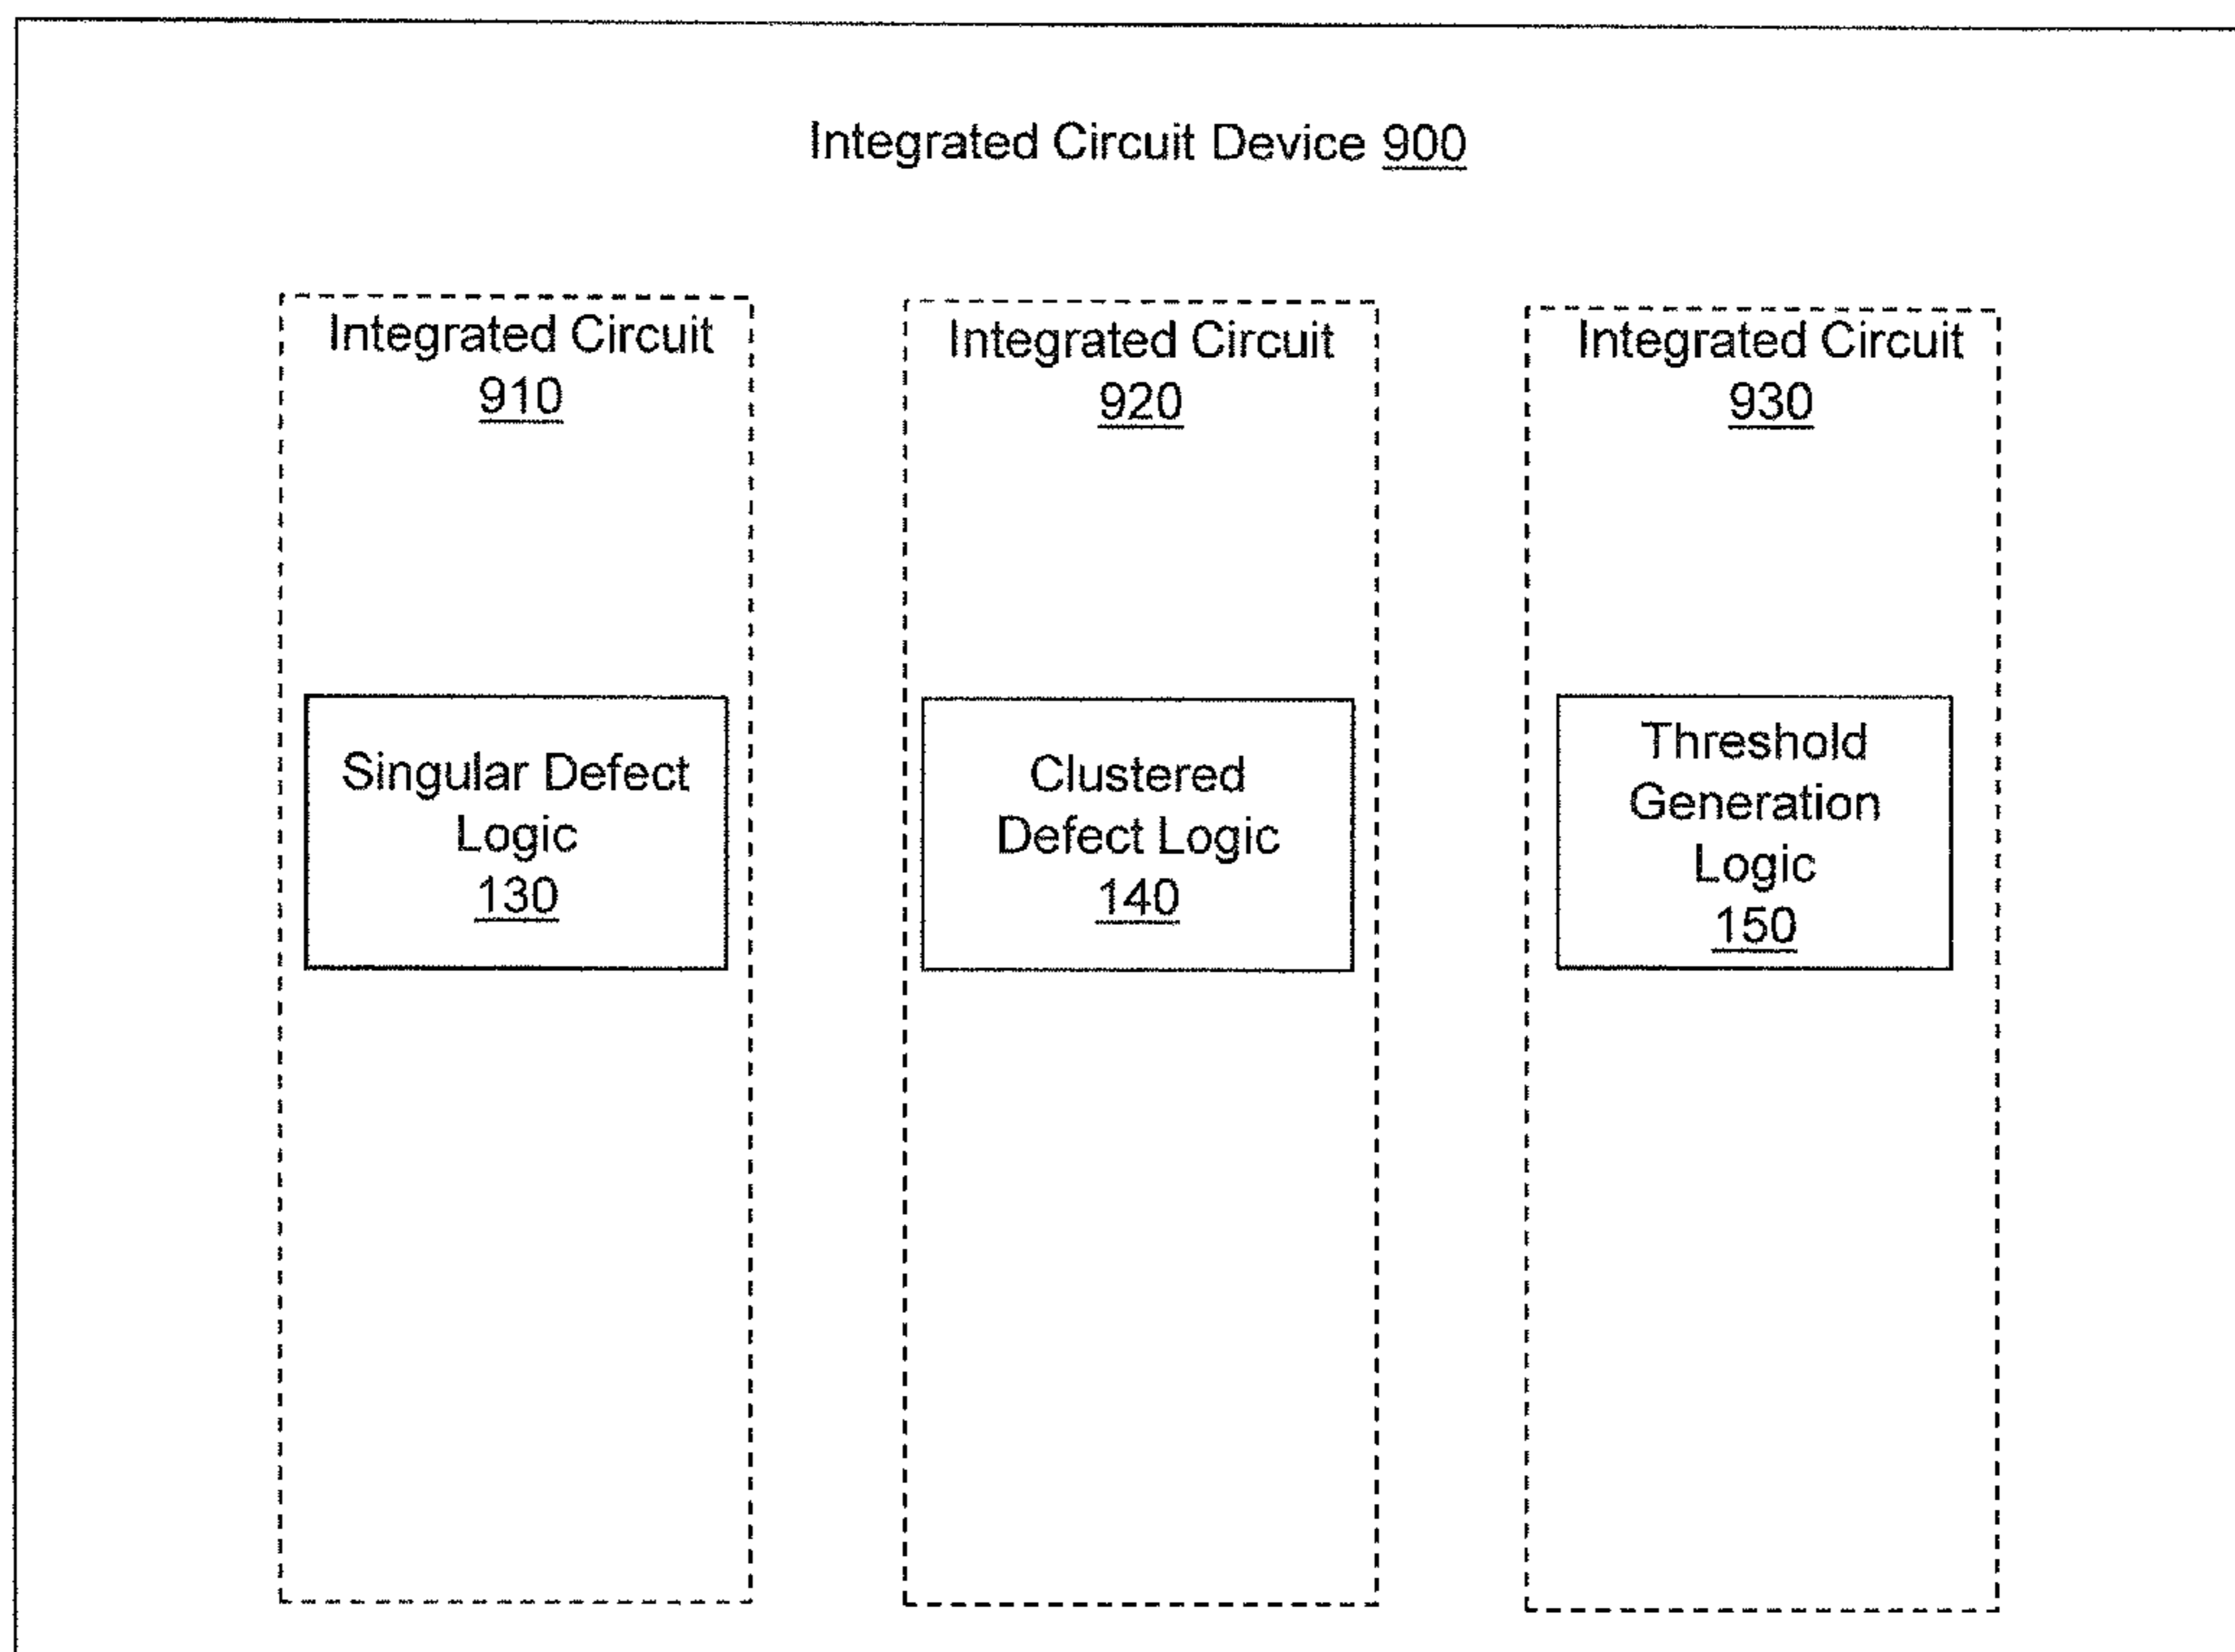 Integrated Circuit Device 900
Integrated Circuit
910
Integrated Circuit
920
Integrated Circuit
930
Singular Defect
Logic
130
Clustered
Defect Logic
140
Threshold
Generation
Logic
150